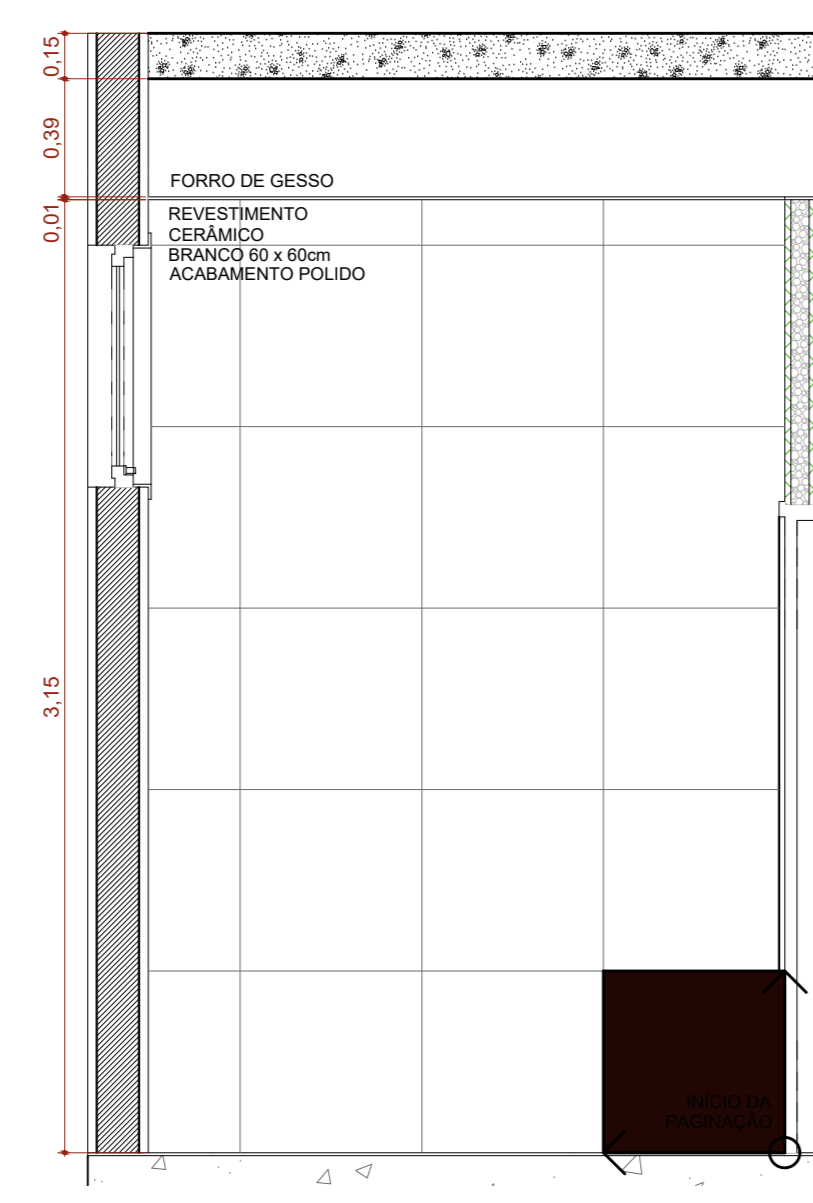 0,15
0,39
FORRO DE GESSO
0,01
REVESTIMENTO
CERÂMICO
BRANCO 60 x 60cm
ACABAMENTO POLIDO
3,15
INÍCIO DA
PAGINAÇÃO